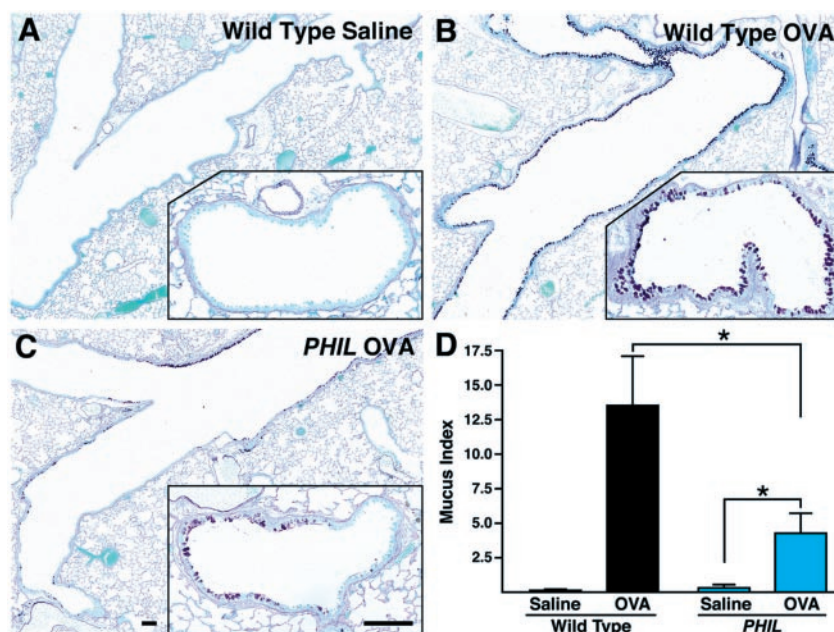 A
Wild Type Saline
B
Wild Type OVA
C
PHIL OVA
D
Mucus Index
17.5
15.0
12.5
10.0
7.5
5.0
2.5
*
*
Saline OVA Saline OVA
Wild Type PHIL